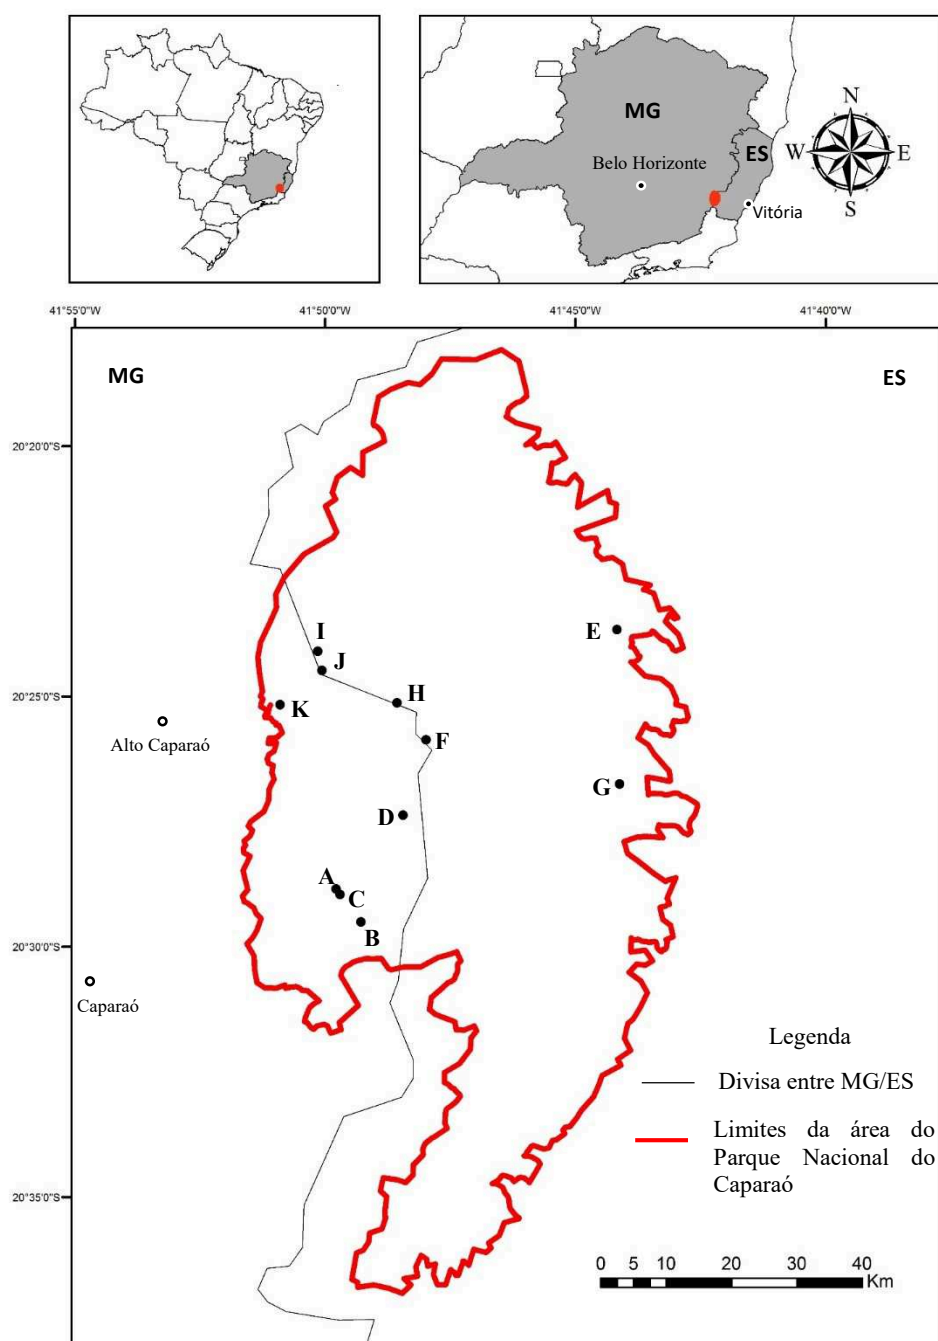 MG
ES
Belo Horizonte
Vitória
N
W
E
S
41°55'0"W
41°50'0"W
41°45'0"W
41°40'0"W
MG
ES
20°20'0"S
I
E
J
20°25'0"S
H
K
Alto Caparaó
F
G
D
A
C
B
20°30'0"S
Caparaó
Legenda
Divisa entre MG/ES
Limites da área do
Parque Nacional do
Caparaó
20°35'0"S
0 5 10 20 30 40
Km